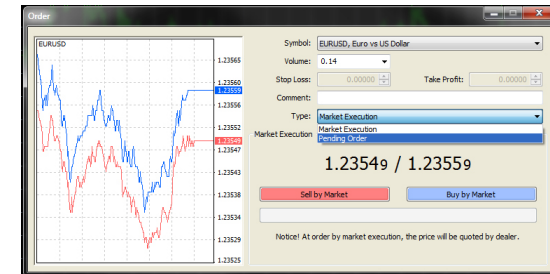 Order
EURUSD
1.23565
1.23560
1.23559
1.23556
1.23552
1.23549
1.23547
1.23543
1.23538
1.23534
1.23529
1.23525
Symbol: EURUSD, Euro vs US Dollar
Volume: 0.14
Stop Loss: 0.00000 Take Profit: 0.00000
Comment:
Type: Market Execution
Market Execution
Pending Order
Market Execution
1.23549 / 1.23559
Sell by Market Buy by Market
Notice! At order by market execution, the price will be quoted by dealer.